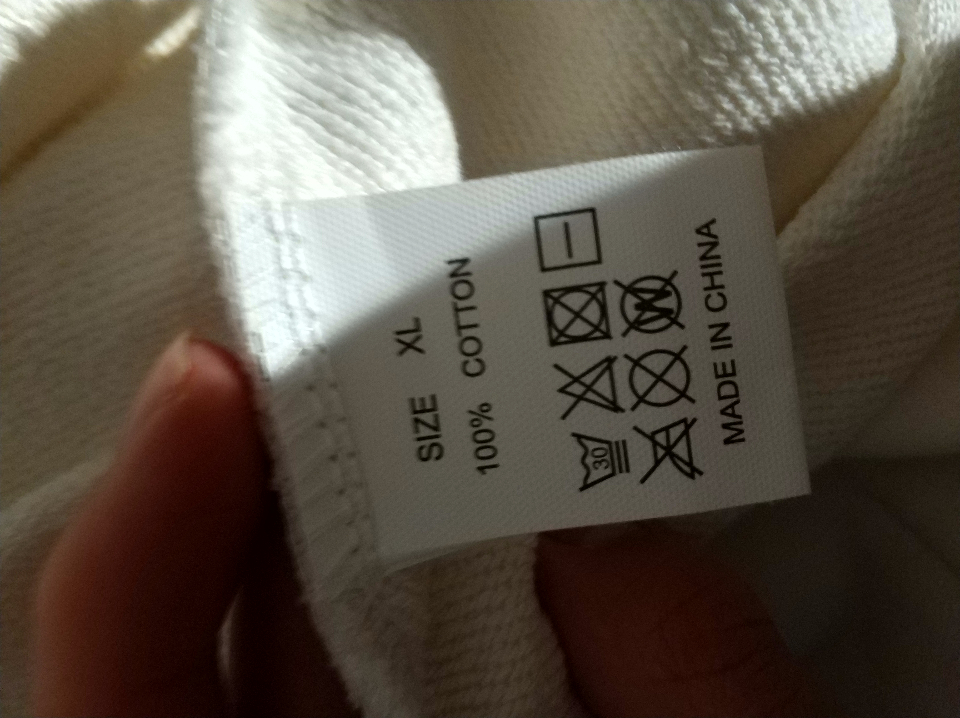 SIZE XL
100% COTTON
30
W
MADE IN CHINA